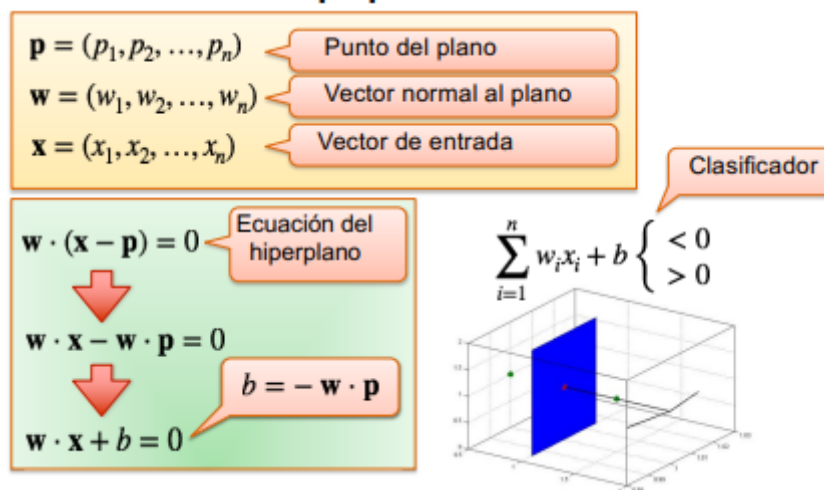 p = (p₁, p₂, …, pₙ)
Punto del plano
w = (w₁, w₂, …, wₙ)
Vector normal al plano
x = (x₁, x₂, …, xₙ)
Vector de entrada
Clasificador
w · (x − p) = 0
Ecuación del
hiperplano
w · x − w · p = 0
b = − w · p
w · x + b = 0
∑ᵢ₌₁ⁿ wᵢxᵢ + b { < 0
> 0